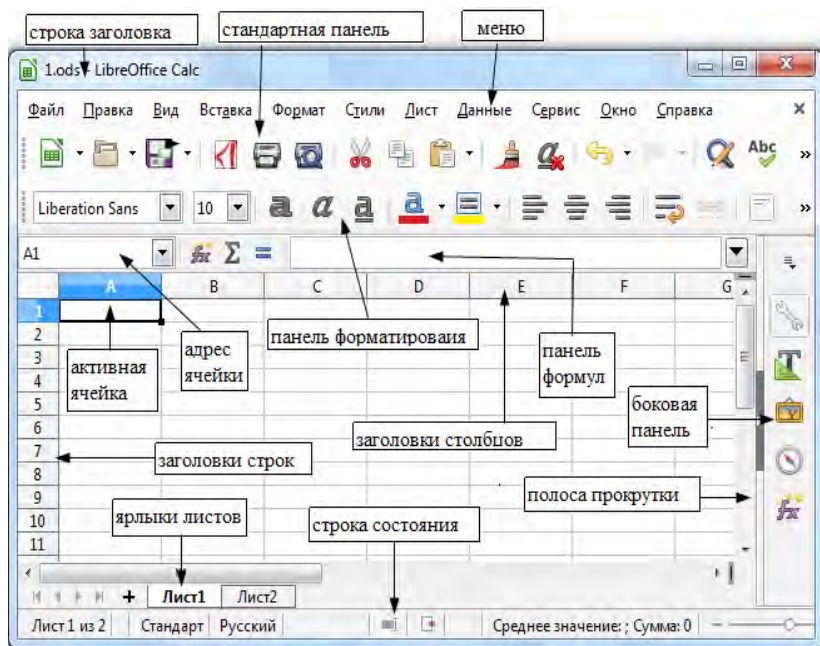 строка заголовка
стандартная панель
меню
1.ods - LibreOffice Calc
Файл Правка Вид Вставка Формат Стили Лист Данные Сервис Окно Справка
Abc
Liberation Sans 10 a a a a
A1 fx Σ =
A B C D E F G
1
2
3
4
5
6
7
8
9
10
11
активная
ячейка
адрес
ячейки
панель форматироваия
панель
формул
боковая
панель
заголовки столбцов
заголовки строк
полоса прокрутки
ярлыки листов
строка состояния
Лист1 Лист2
Лист 1 из 2 Стандарт Русский Среднее значение: ; Сумма: 0